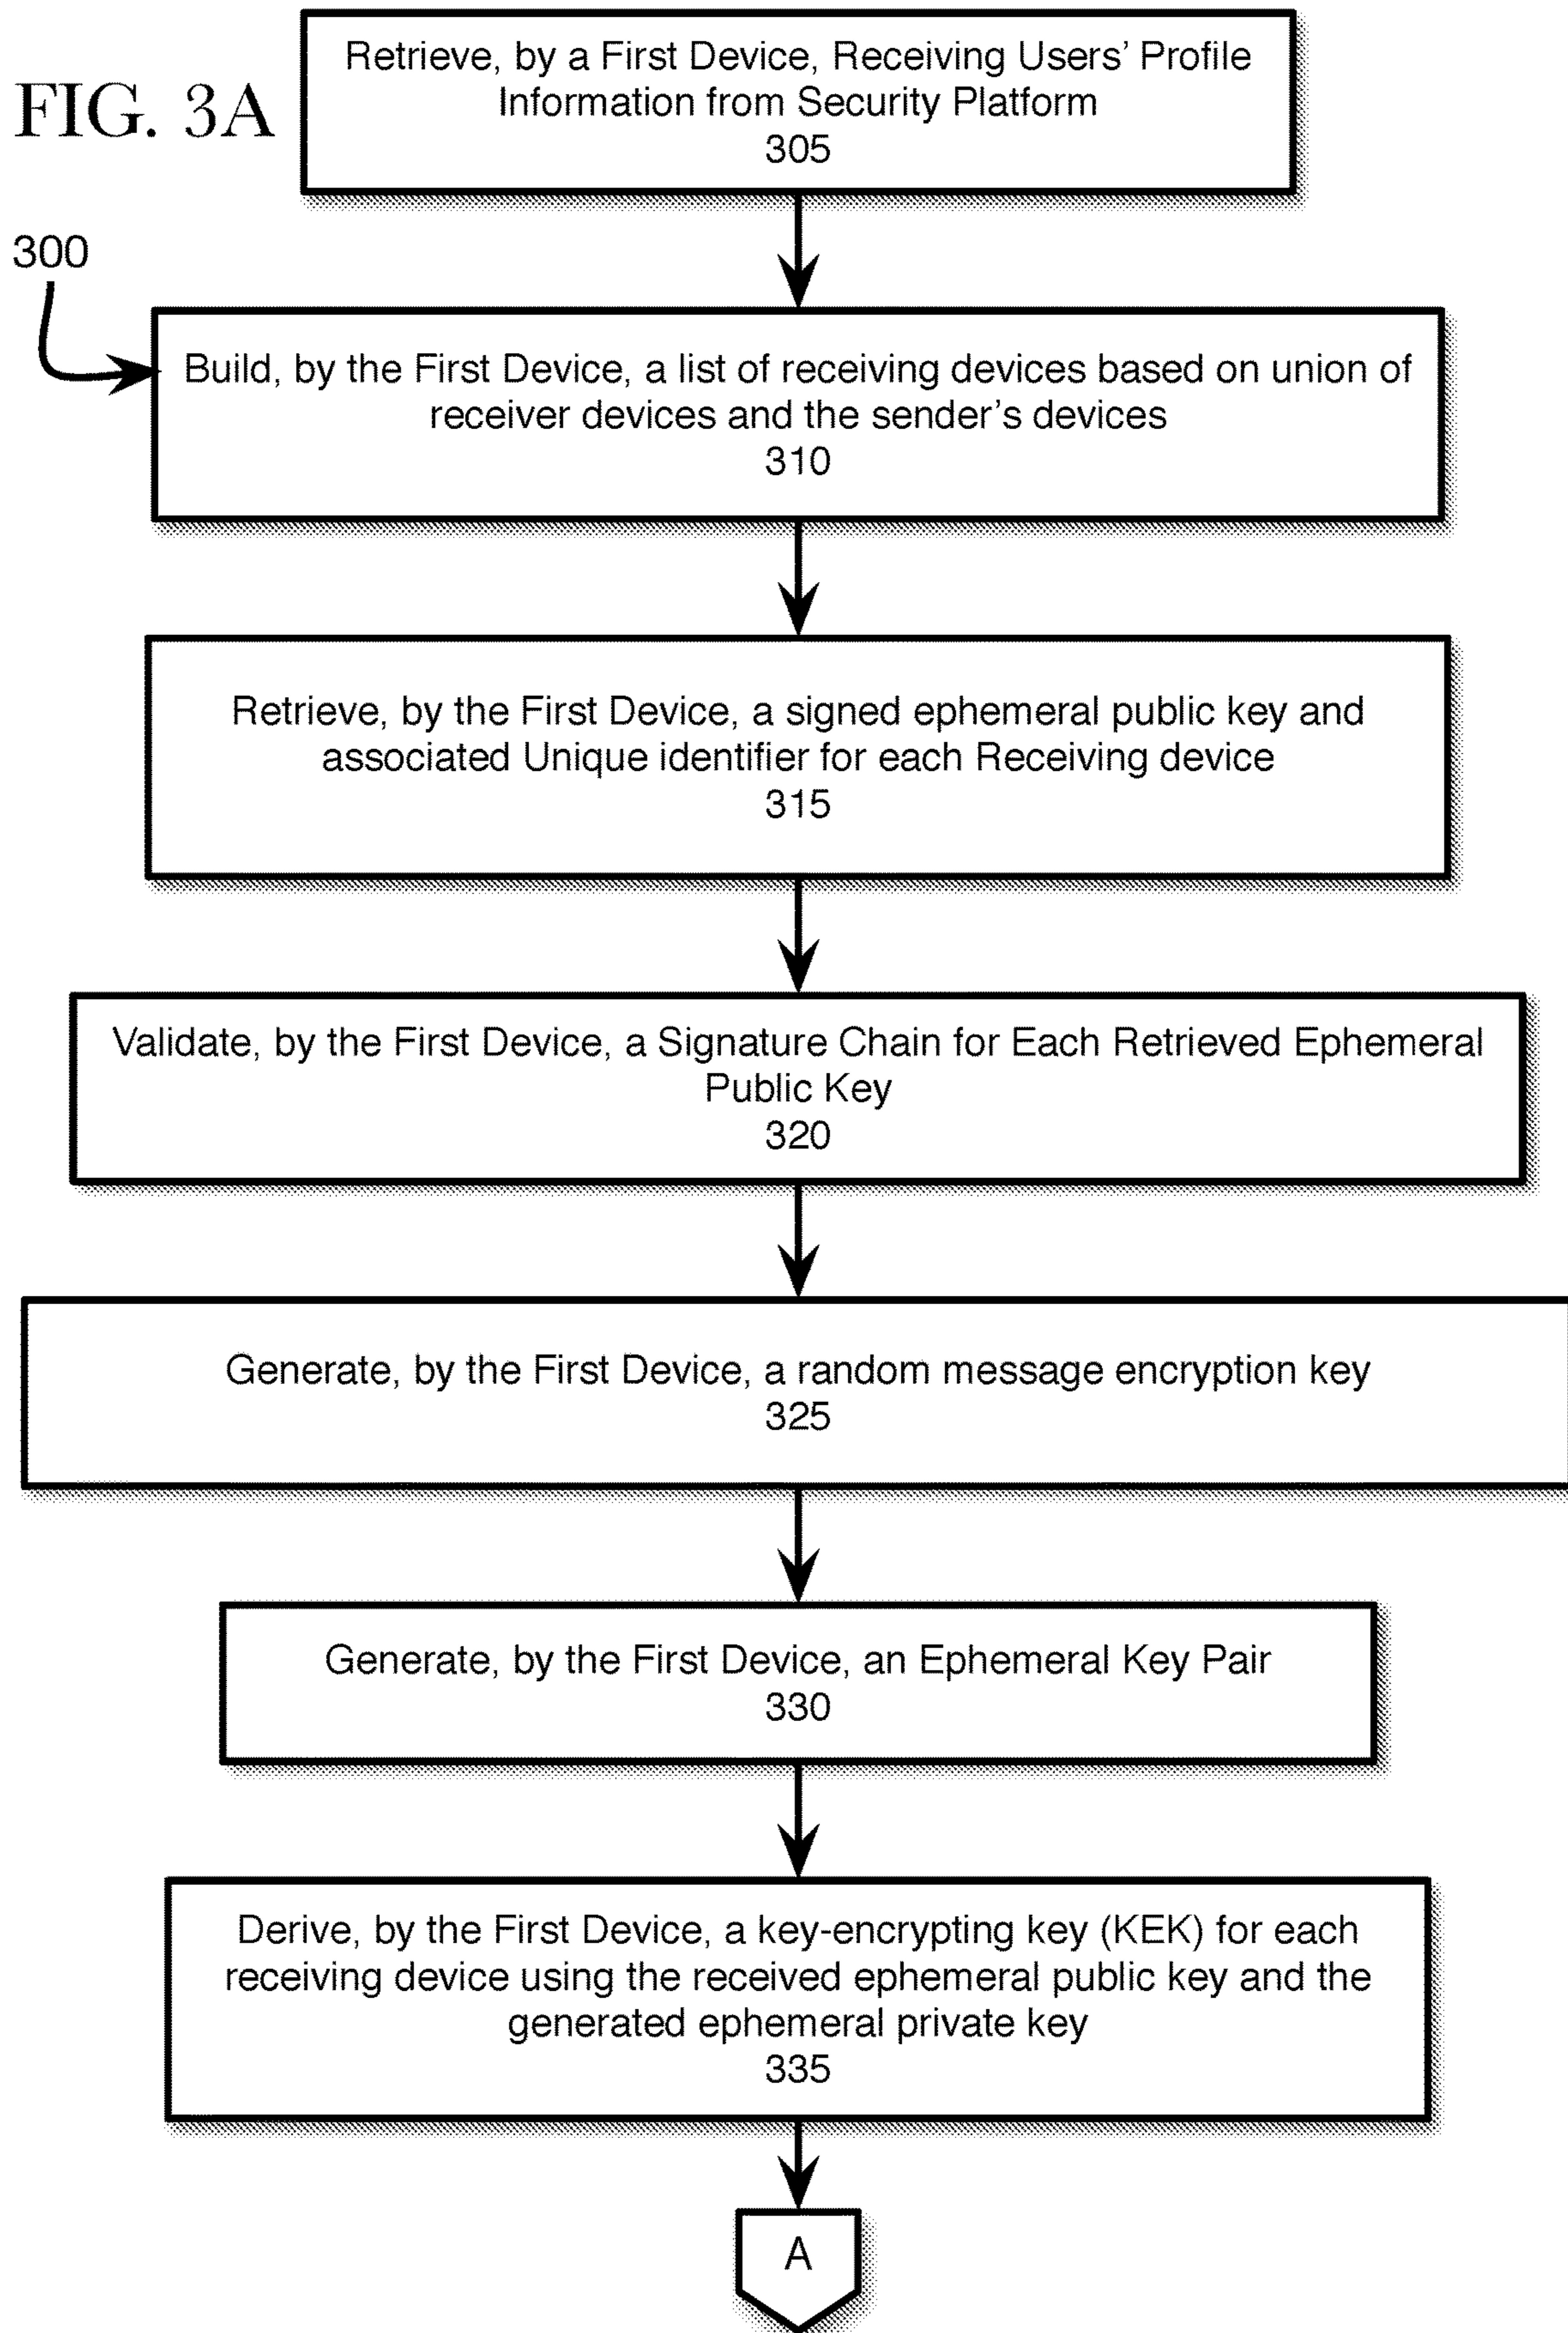 FIG. 3A
Retrieve, by a First Device, Receiving Users’ Profile
Information from Security Platform
305
300
Build, by the First Device, a list of receiving devices based on union of
receiver devices and the sender’s devices
310
Retrieve, by the First Device, a signed ephemeral public key and
associated Unique identifier for each Receiving device
315
Validate, by the First Device, a Signature Chain for Each Retrieved Ephemeral
Public Key
320
Generate, by the First Device, a random message encryption key
325
Generate, by the First Device, an Ephemeral Key Pair
330
Derive, by the First Device, a key-encrypting key (KEK) for each
receiving device using the received ephemeral public key and the
generated ephemeral private key
335
A